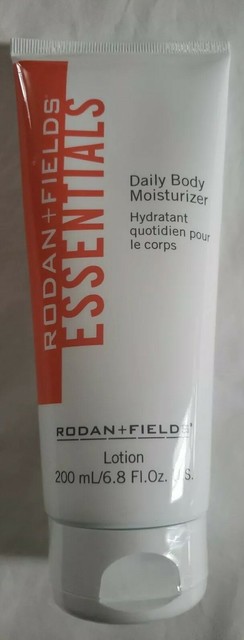 RODAN+FIELDS
ESSENTIALS
Daily Body
Moisturizer
Hydratant
quotidien pour
le corps
RODAN+FIELDS
Lotion
200 mL/6.8 Fl.Oz. U.S.